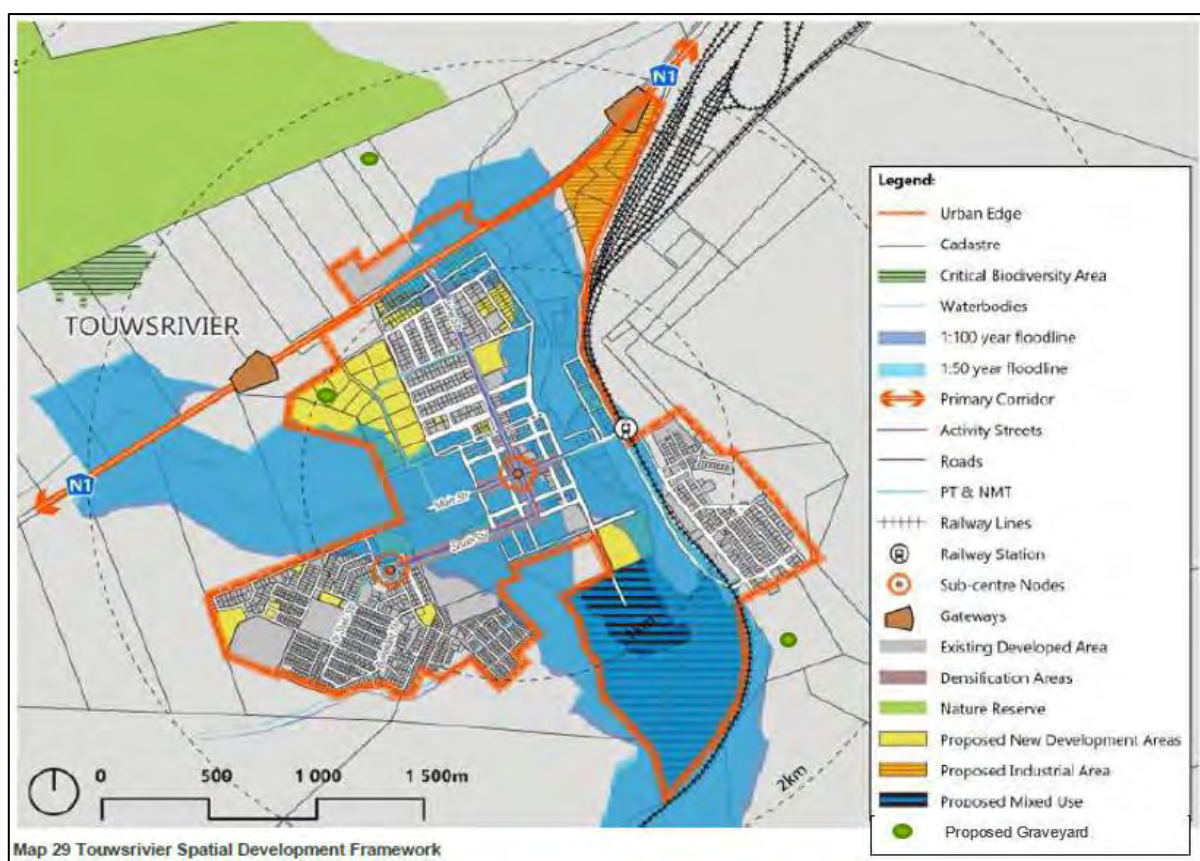 N1
TOUWSRIVIER
N1
Main St
1km
2km
0 500 1 000 1 500m
Legend:
Urban Edge
Cadastre
Critical Biodiversity Area
Waterbodies
1:100 year floodline
1:50 year floodline
Primary Corridor
Activity Streets
Roads
PT & NMT
Railway Lines
Railway Station
Sub-centre Nodes
Gateways
Existing Developed Area
Densification Areas
Nature Reserve
Proposed New Development Areas
Proposed Industrial Area
Proposed Mixed Use
Proposed Graveyard
Map 29 Touwsrivier Spatial Development Framework